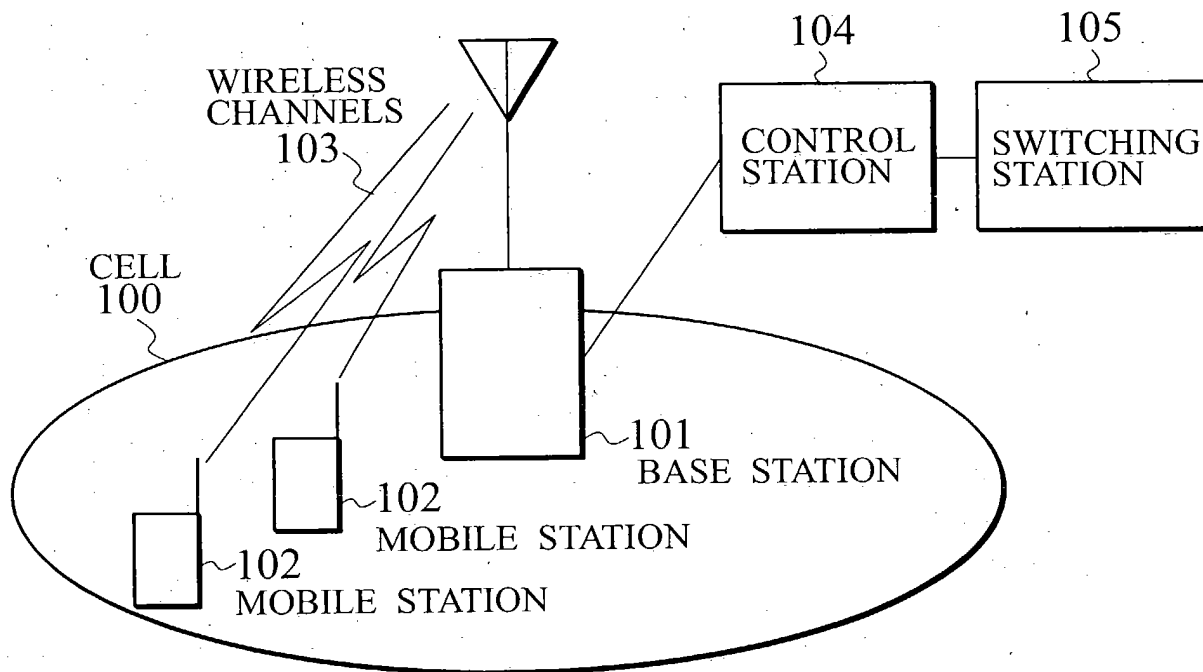 104
105
WIRELESS
CHANNELS
103
CONTROL
STATION
SWITCHING
STATION
CELL
100
101
BASE STATION
102
MOBILE STATION
102
MOBILE STATION